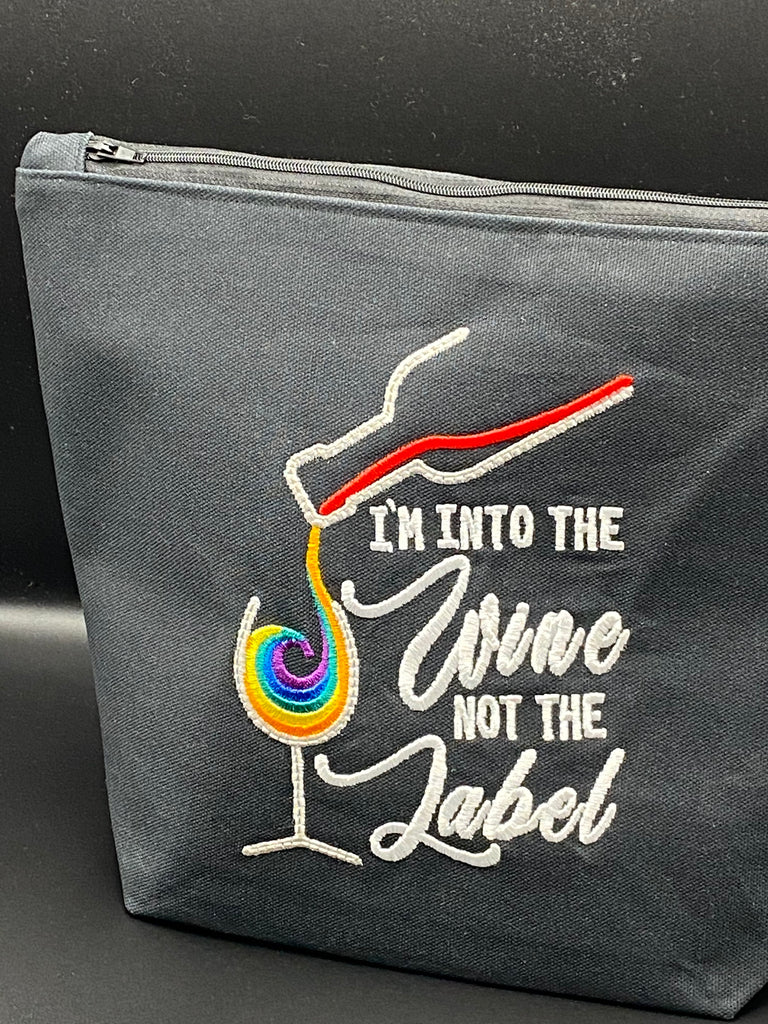 I'M INTO THE
Wine
NOT THE
Label